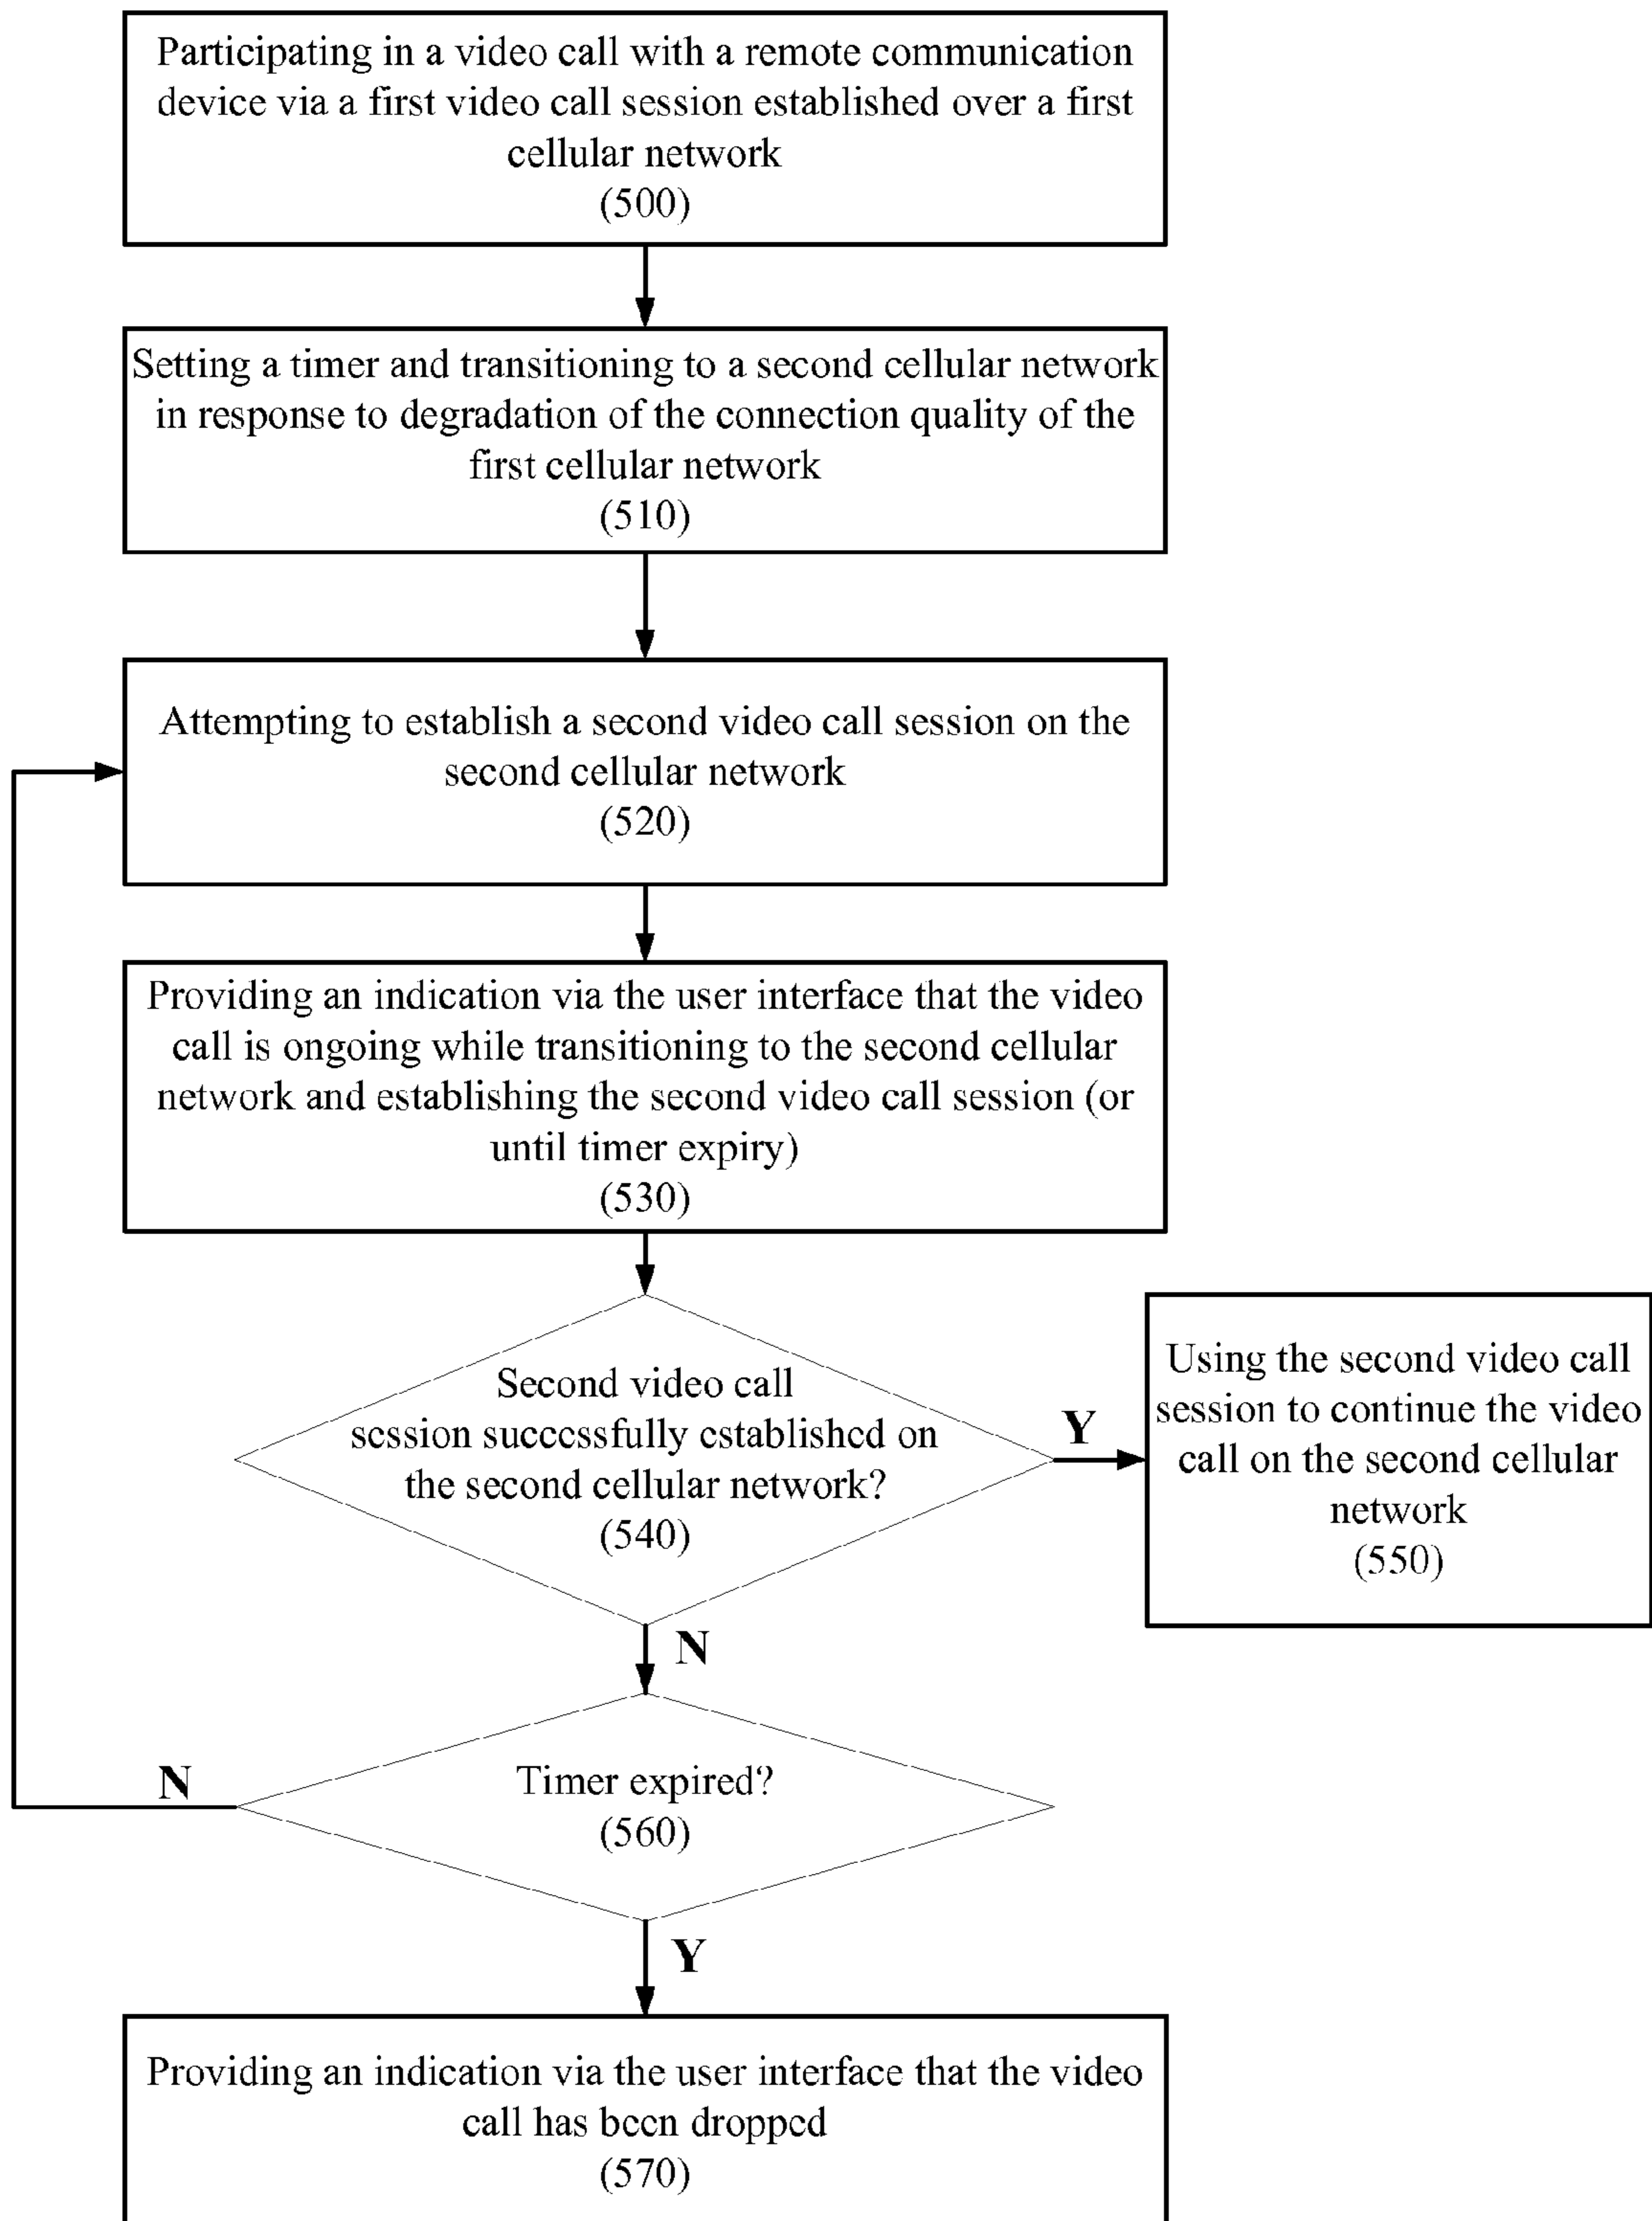 Participating in a video call with a remote communication
device via a first video call session established over a first
cellular network
(500)
Setting a timer and transitioning to a second cellular network
in response to degradation of the connection quality of the
first cellular network
(510)
Attempting to establish a second video call session on the
second cellular network
(520)
Providing an indication via the user interface that the video
call is ongoing while transitioning to the second cellular
network and establishing the second video call session (or
until timer expiry)
(530)
Second video call
session successfully established on
the second cellular network?
(540)
Y
Using the second video call
session to continue the video
call on the second cellular
network
(550)
N
Timer expired?
(560)
N
Y
Providing an indication via the user interface that the video
call has been dropped
(570)